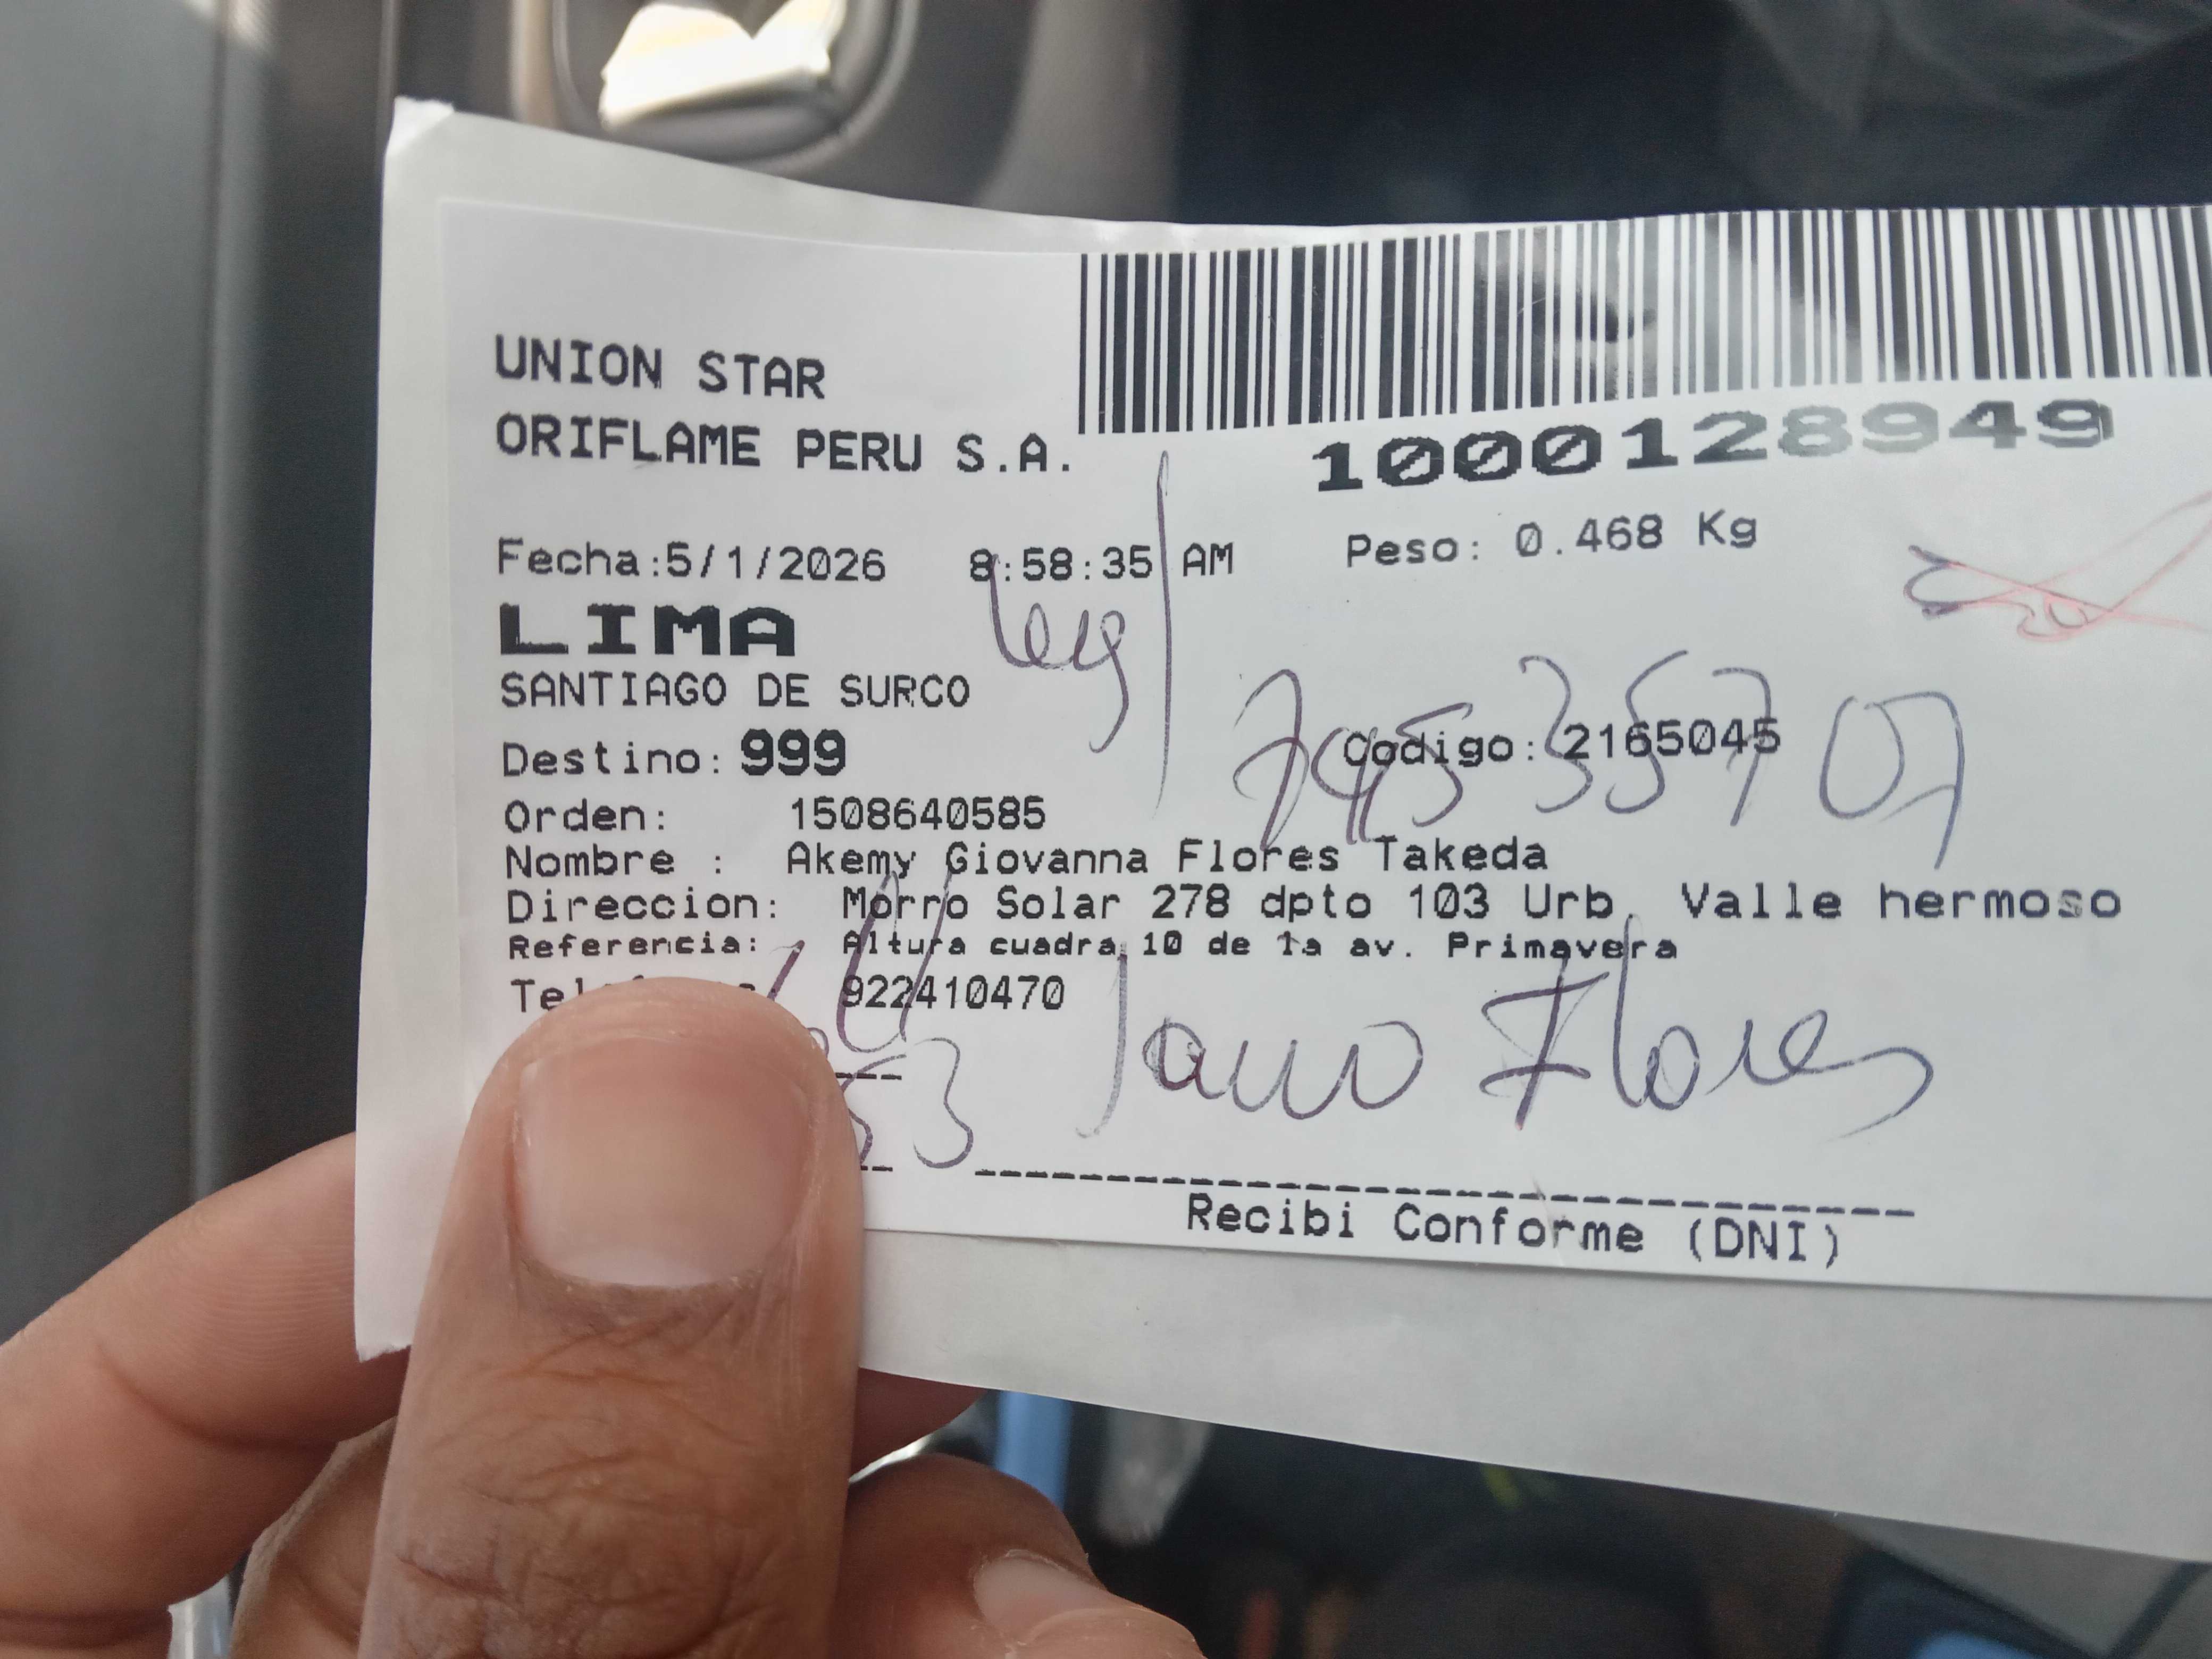 UNION STAR
ORIFLAME PERU S.A.
1000128949
Fecha:5/1/2026 8:58:35 AM Peso: 0.468 Kg
LIMA
SANTIAGO DE SURCO
Destino: 999 Codigo: 2165045
Orden: 1508640585
Nombre : Akemy Giovanna Flores Takeda
Direccion: Morro Solar 278 dpto 103 Urb. Valle hermoso
Referencia: Altura cuadra 10 de la av. Primavera
922410470
Flores
Recibi Conforme (DNI)